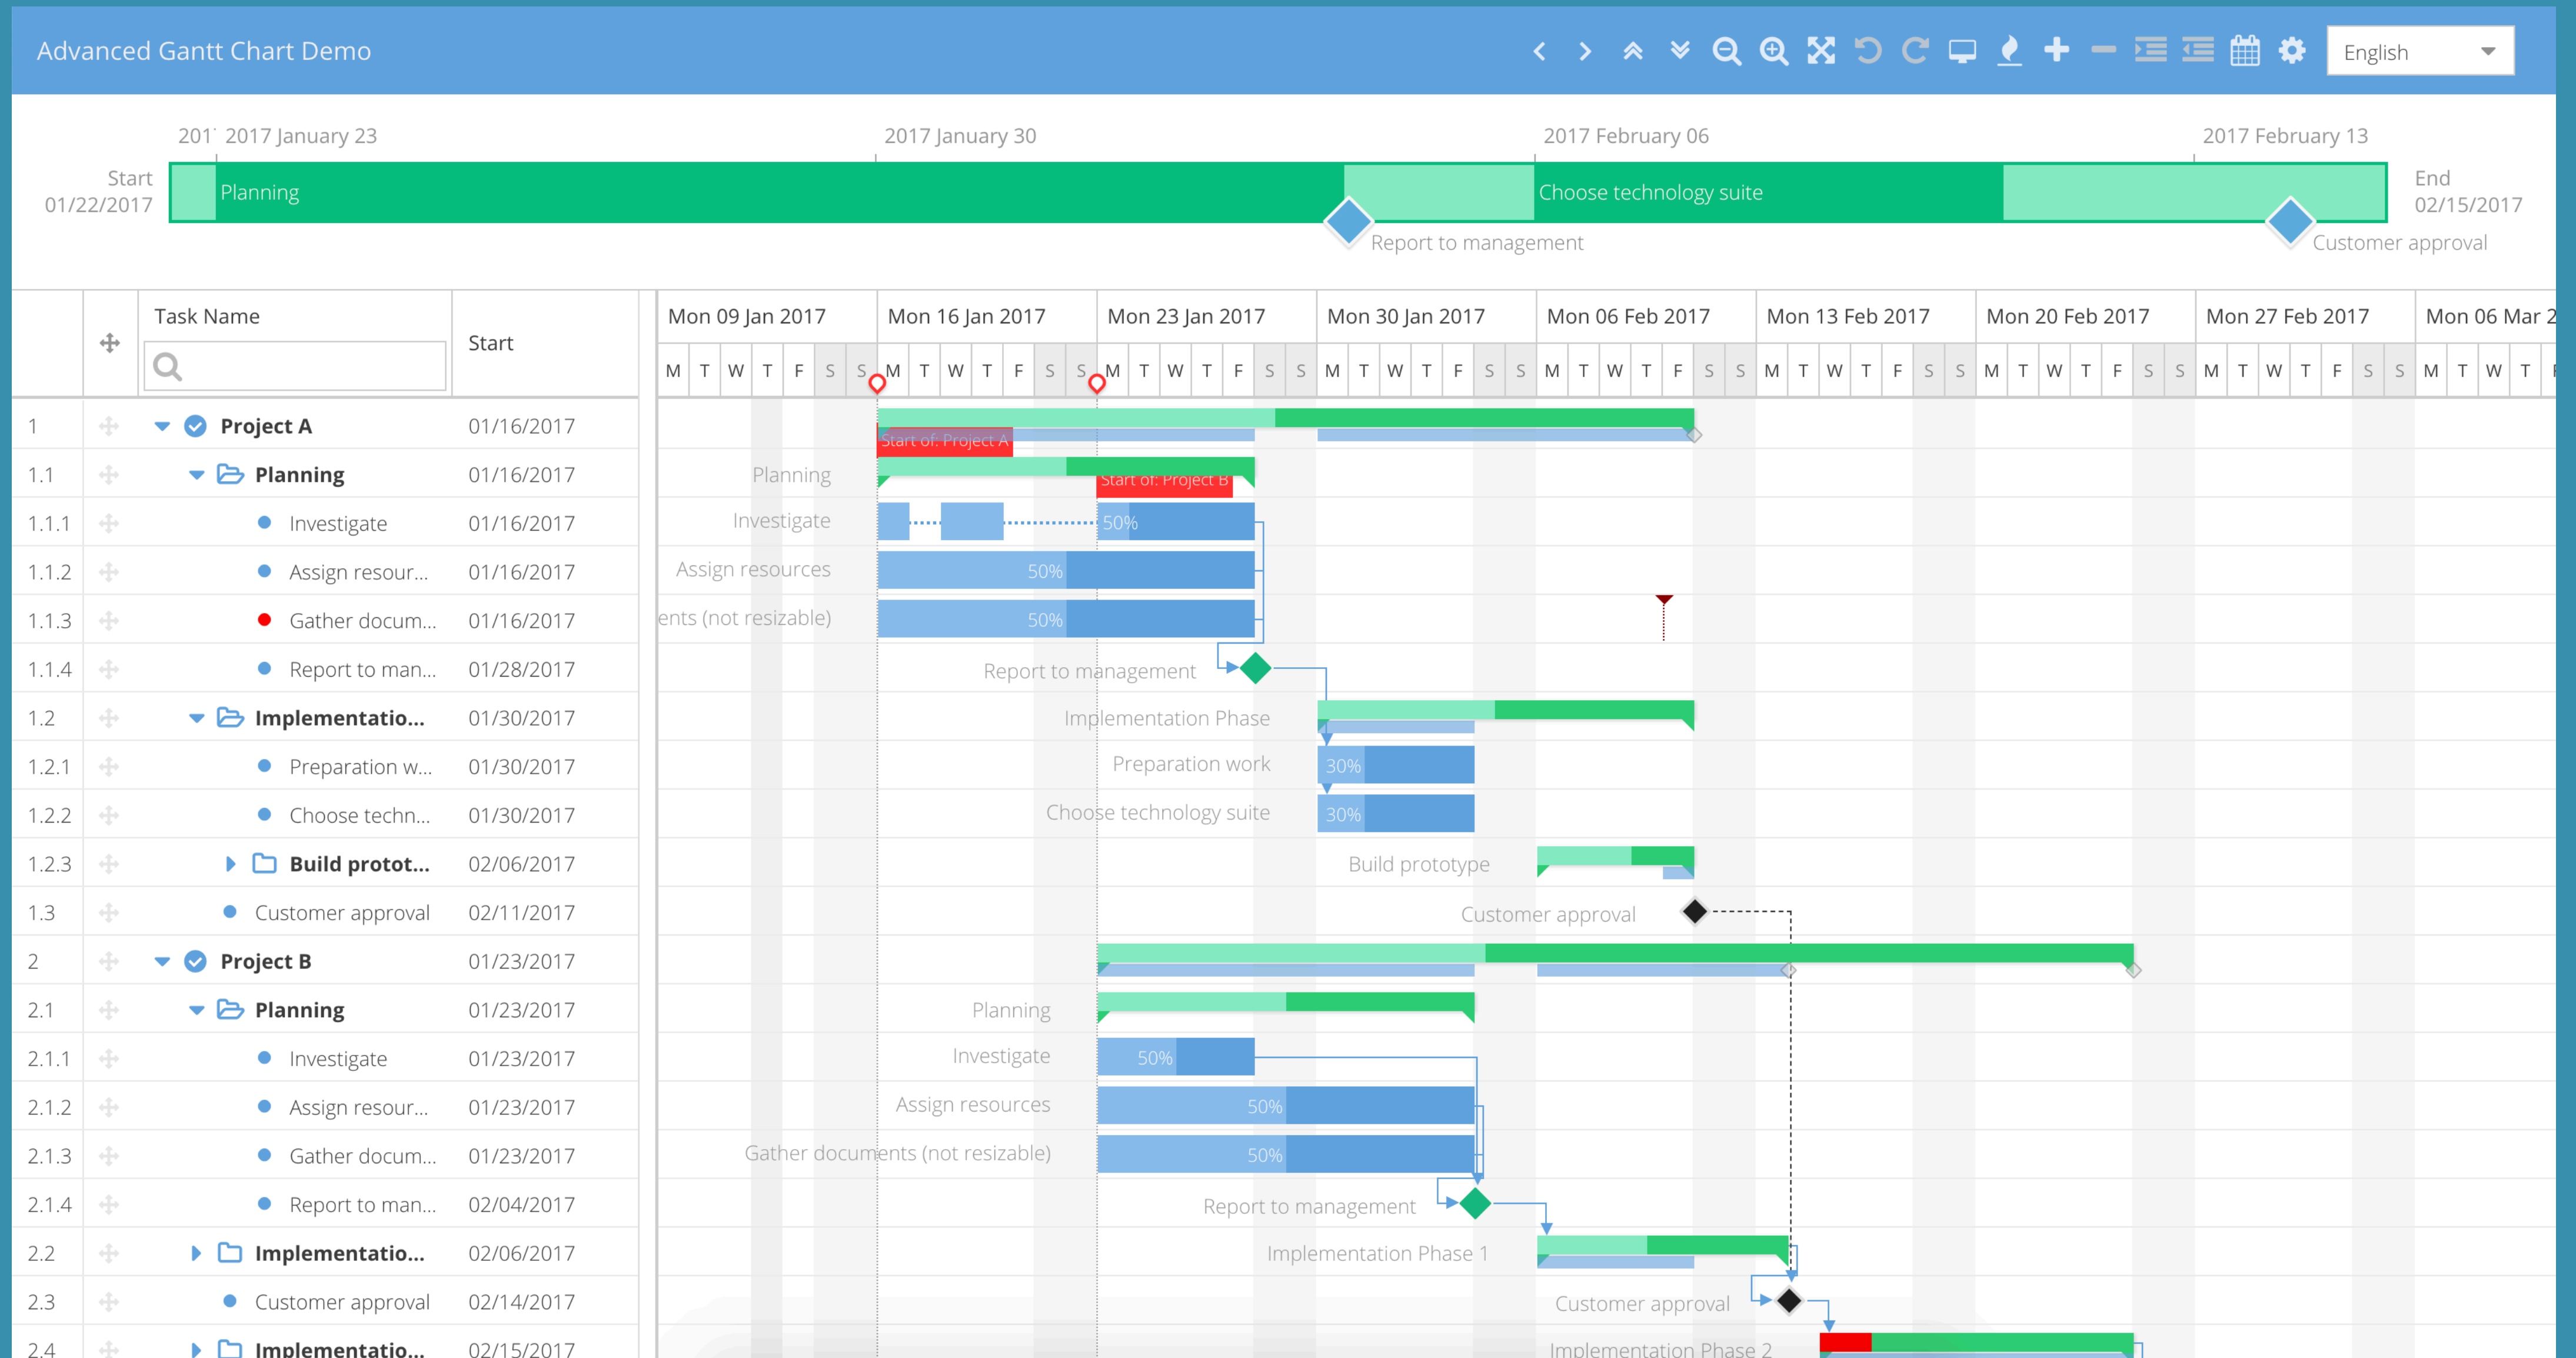 Advanced Gantt Chart Demo
English
201
2017 January 23
2017 January 30
2017 February 06
2017 February 13
Start
01/22/2017
Planning
Choose technology suite
End
02/15/2017
Report to management
Customer approval
Task Name
Start
Mon 09 Jan 2017
Mon 16 Jan 2017
Mon 23 Jan 2017
Mon 30 Jan 2017
Mon 06 Feb 2017
Mon 13 Feb 2017
Mon 20 Feb 2017
Mon 27 Feb 2017
Mon 06 Mar 2
M T W T F S S M T W T F S S M T W T F S S M T W T F S S M T W T F S S M T W T F S S M T W T F S S M T W T F S S M T W T F
1 Project A 01/16/2017
Start of: Project A
1.1 Planning 01/16/2017 Planning
Start of: Project B
1.1.1 Investigate 01/16/2017 Investigate 50%
1.1.2 Assign resour... 01/16/2017 Assign resources 50%
1.1.3 Gather docum... 01/16/2017 ents (not resizable) 50%
1.1.4 Report to man... 01/28/2017 Report to management
1.2 Implementatio... 01/30/2017 Implementation Phase
1.2.1 Preparation w... 01/30/2017 Preparation work 30%
1.2.2 Choose techn... 01/30/2017 Choose technology suite 30%
1.2.3 Build protot... 02/06/2017 Build prototype
1.3 Customer approval 02/11/2017 Customer approval
2 Project B 01/23/2017
2.1 Planning 01/23/2017 Planning
2.1.1 Investigate 01/23/2017 Investigate 50%
2.1.2 Assign resour... 01/23/2017 Assign resources 50%
2.1.3 Gather docum... 01/23/2017 Gather documents (not resizable) 50%
2.1.4 Report to man... 02/04/2017 Report to management
2.2 Implementatio... 02/06/2017 Implementation Phase 1
2.3 Customer approval 02/14/2017 Customer approval
2.4 Implementatio... 02/15/2017 Implementation Phase 2